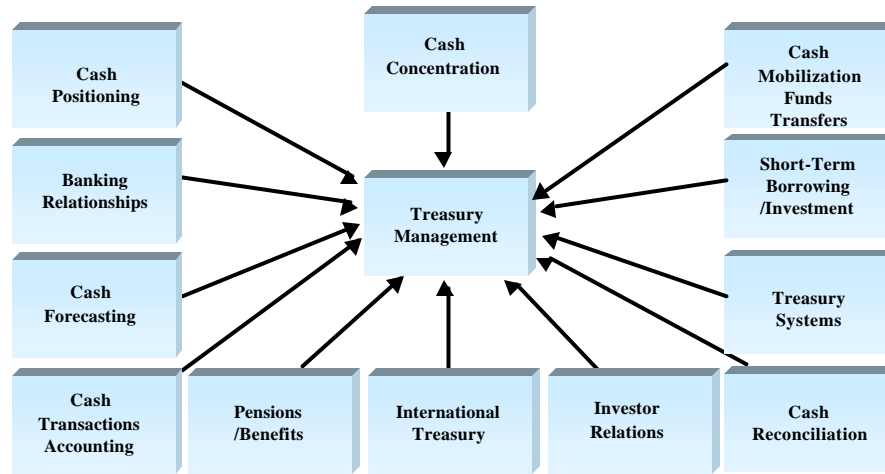 Cash
Positioning
Cash
Concentration
Cash
Mobilization
Funds
Transfers
Banking
Relationships
Treasury
Management
Short-Term
Borrowing
/Investment
Cash
Forecasting
Treasury
Systems
Cash
Transactions
Accounting
Pensions
/Benefits
International
Treasury
Investor
Relations
Cash
Reconciliation